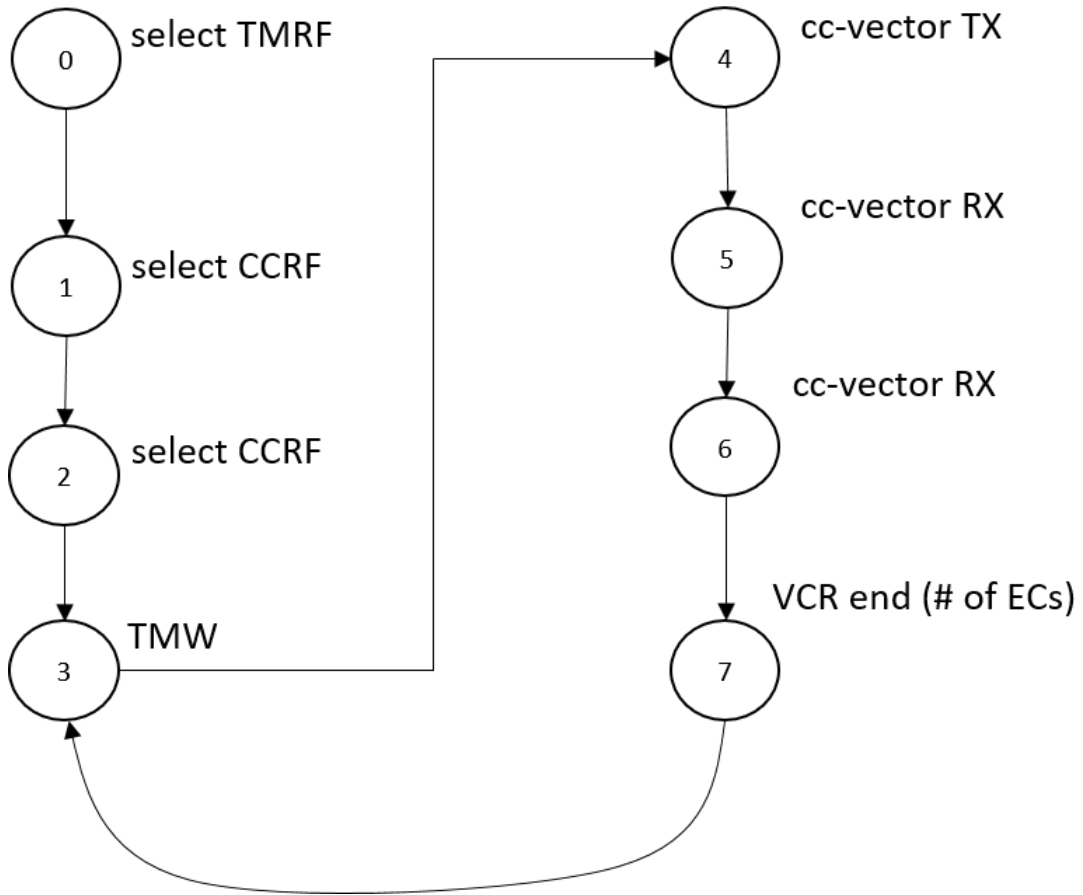 0
select TMRF
1
select CCRF
2
select CCRF
3
TMW
4
cc-vector TX
5
cc-vector RX
6
cc-vector RX
7
VCR end (# of ECs)